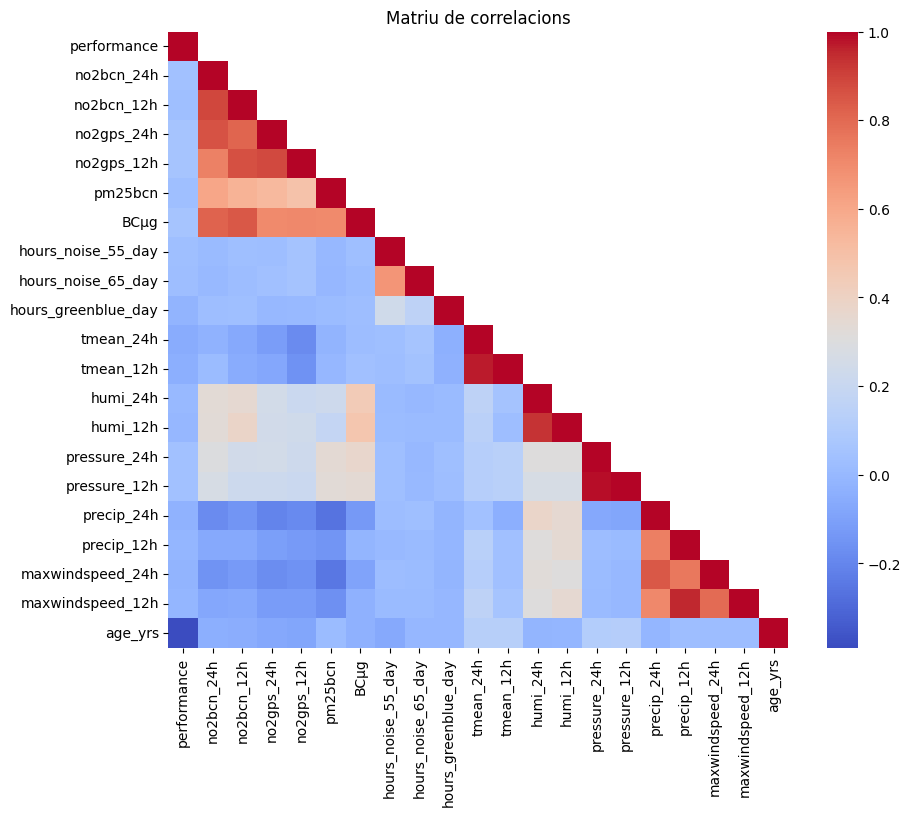 Matriu de correlacions
performance
no2bcn_24h
no2bcn_12h
no2gps_24h
no2gps_12h
pm25bcn
BCµg
hours_noise_55_day
hours_noise_65_day
hours_greenblue_day
tmean_24h
tmean_12h
humi_24h
humi_12h
pressure_24h
pressure_12h
precip_24h
precip_12h
maxwindspeed_24h
maxwindspeed_12h
age_yrs
performance
no2bcn_24h
no2bcn_12h
no2gps_24h
no2gps_12h
pm25bcn
BCµg
hours_noise_55_day
hours_noise_65_day
hours_greenblue_day
tmean_24h
tmean_12h
humi_24h
humi_12h
pressure_24h
pressure_12h
precip_24h
precip_12h
maxwindspeed_24h
maxwindspeed_12h
age_yrs
1.0
0.8
0.6
0.4
0.2
0.0
−0.2